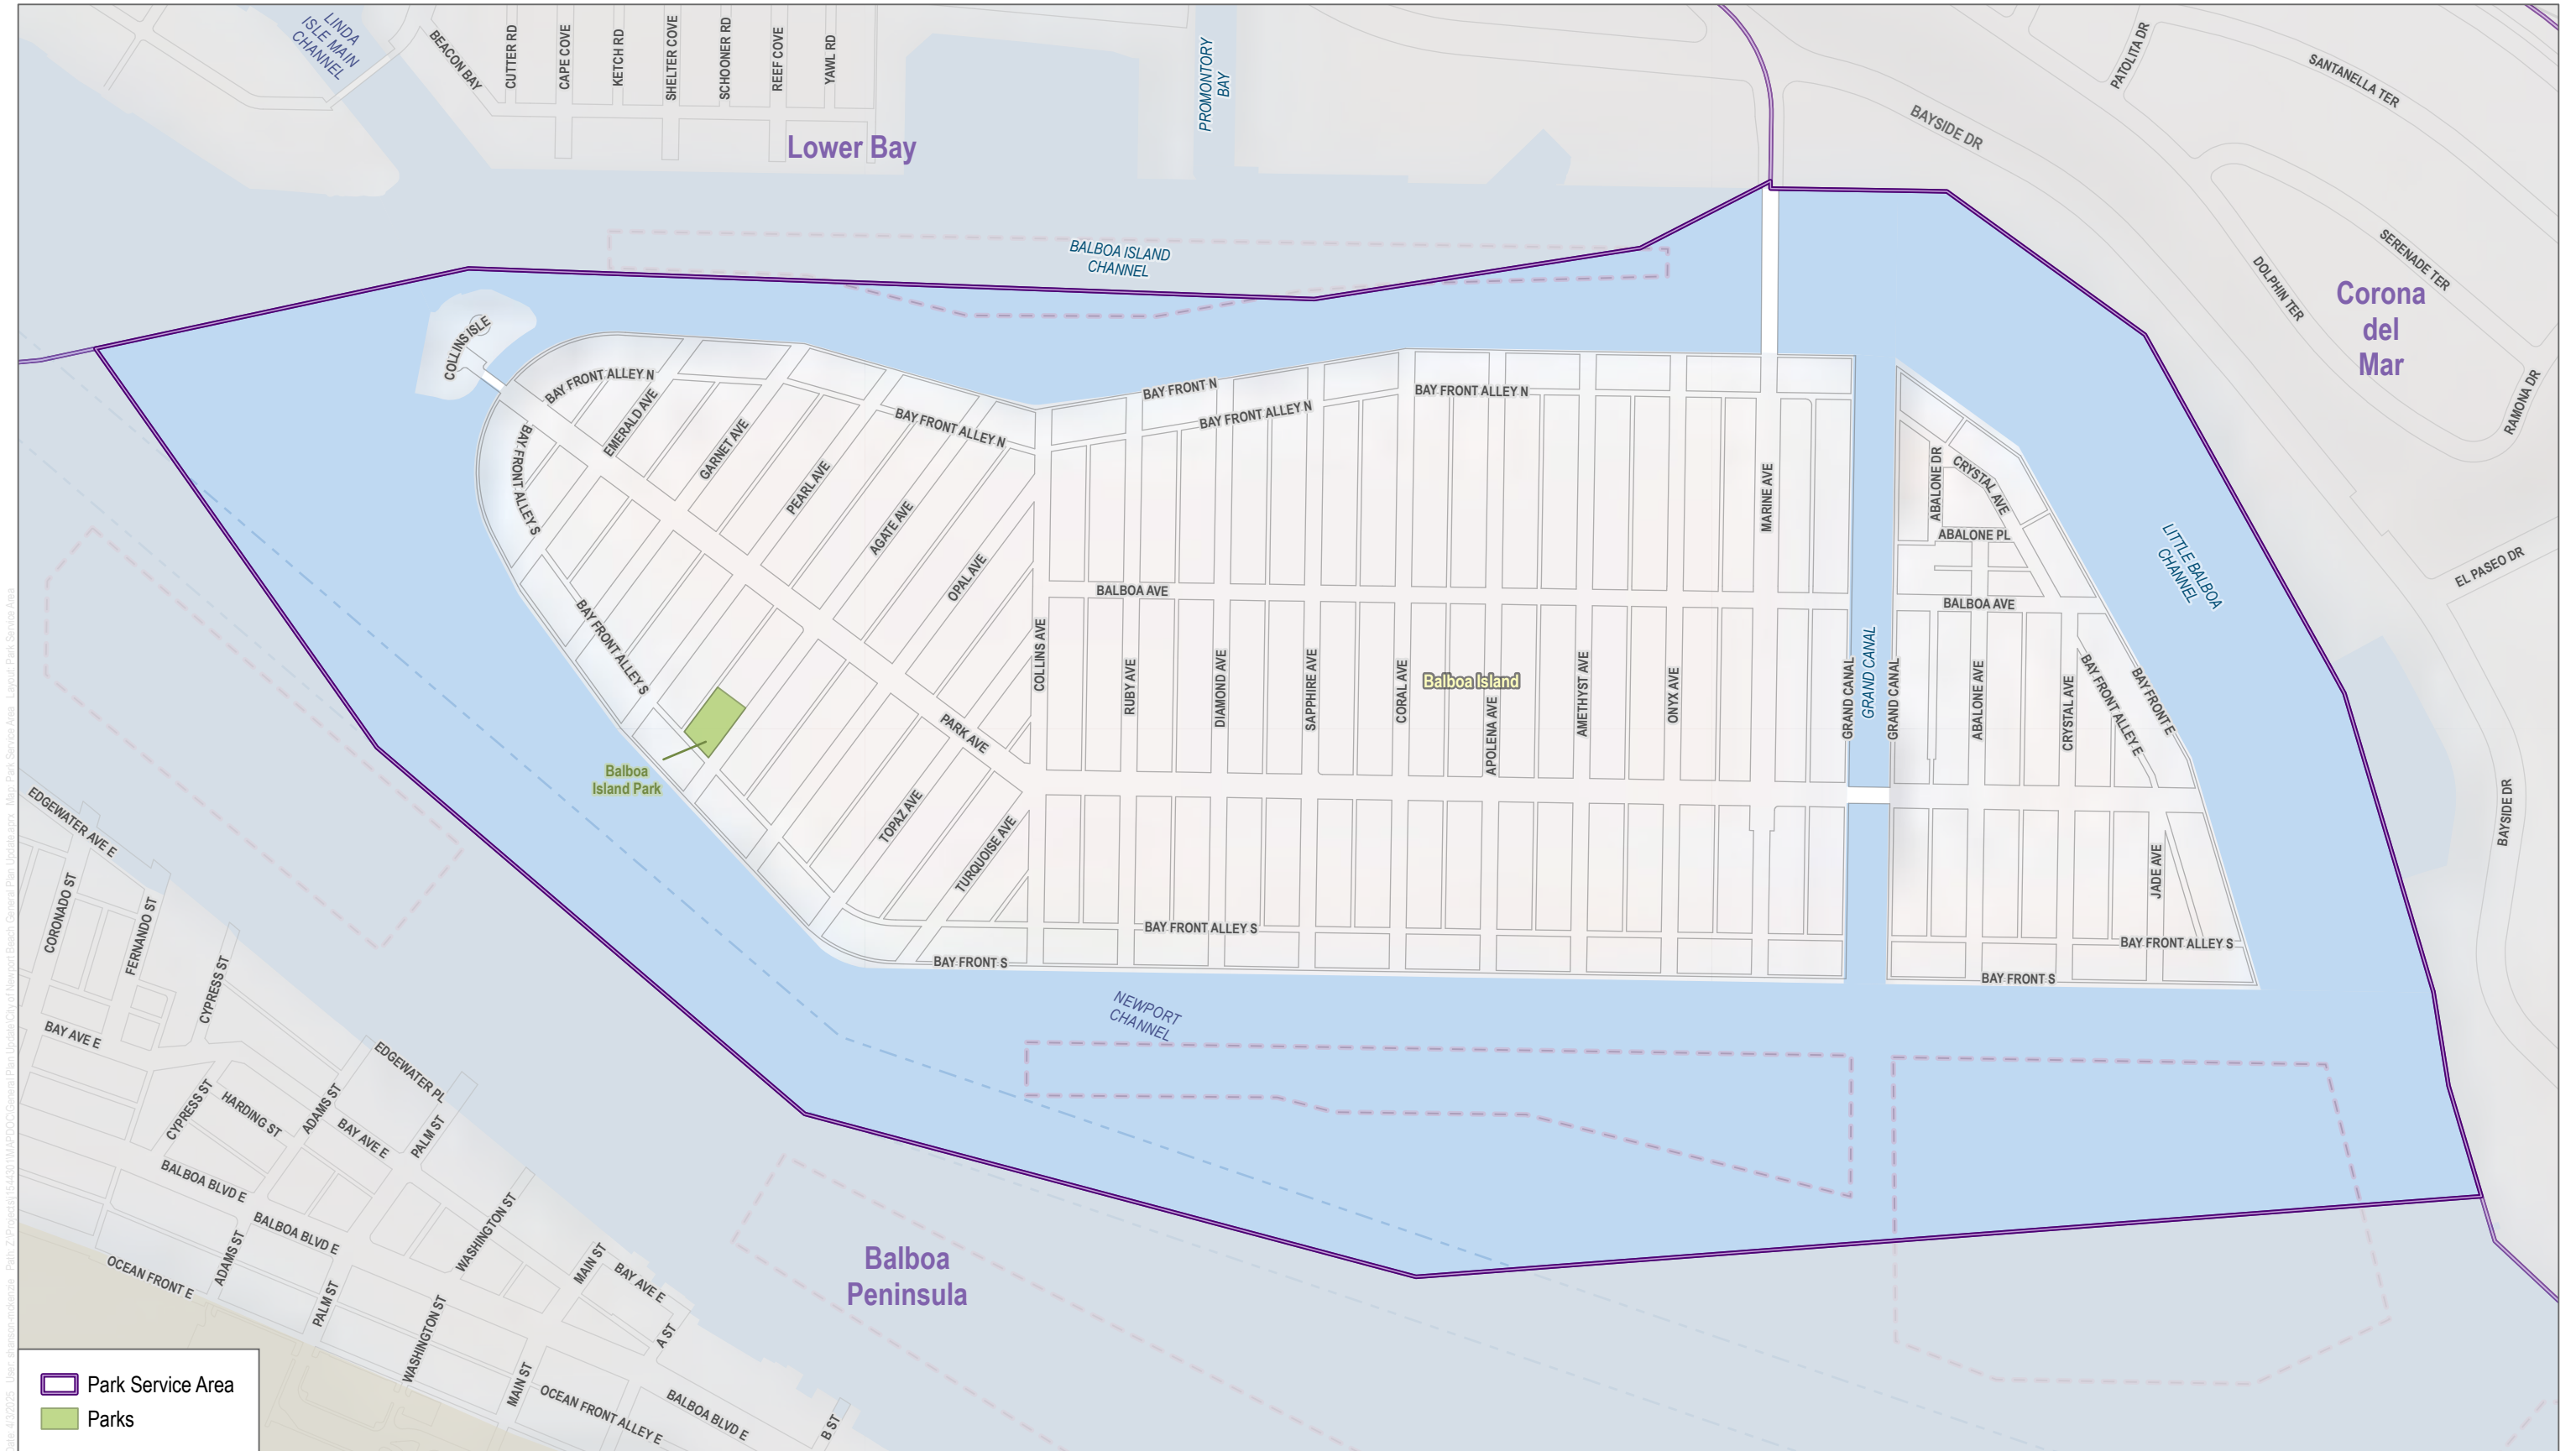 LINDA
ISLE MAIN
CHANNEL
BEACON BAY
CUTTER RD
CAPE COVE
KETCH RD
SHELTER COVE
SCHOONER RD
REEF COVE
YAWL RD
PROMONTORY
BAY
Lower Bay
BAYSIDE DR
PATOLITA DR
SANTANELLA TER
SERENADE TER
DOLPHIN TER
Corona
del
Mar
RAMONA DR
EL PASEO DR
BAYSIDE DR
BALBOA ISLAND
CHANNEL
COLLINS ISLE
BAY FRONT ALLEY N
EMERALD AVE
GARNET AVE
PEARL AVE
AGATE AVE
OPAL AVE
BAY FRONT ALLEY N
BAY FRONT N
BAY FRONT ALLEY N
BAY FRONT ALLEY N
BAY FRONT ALLEY S
BAY FRONT ALLEY S
MARINE AVE
ABALONE DR
CRYSTAL AVE
ABALONE PL
LITTLE BALBOA
CHANNEL
BALBOA AVE
BALBOA AVE
COLLINS AVE
RUBY AVE
DIAMOND AVE
SAPPHIRE AVE
CORAL AVE
Balboa Island
APOLENA AVE
AMETHYST AVE
ONYX AVE
GRAND CANAL
GRAND CANAL
GRAND CANAL
ABALONE AVE
CRYSTAL AVE
BAY FRONT ALLEY E
BAY FRONT E
PARK AVE
Balboa
Island Park
TOPAZ AVE
TURQUOISE AVE
JADE AVE
BAY FRONT ALLEY S
BAY FRONT ALLEY S
BAY FRONT S
BAY FRONT S
NEWPORT
CHANNEL
EDGEWATER AVE E
CORONADO ST
FERNANDO ST
CYPRESS ST
BAY AVE E
EDGEWATER PL
CYPRESS ST
HARDING ST
ADAMS ST
BAY AVE E
PALM ST
BALBOA BLVD E
BALBOA BLVD E
WASHINGTON ST
ADAMS ST
OCEAN FRONT E
PALM ST
WASHINGTON ST
MAIN ST
BAY AVE E
A ST
MAIN ST
OCEAN FRONT ALLEY E
BALBOA BLVD E
B ST
Balboa
Peninsula
Park Service Area
Parks